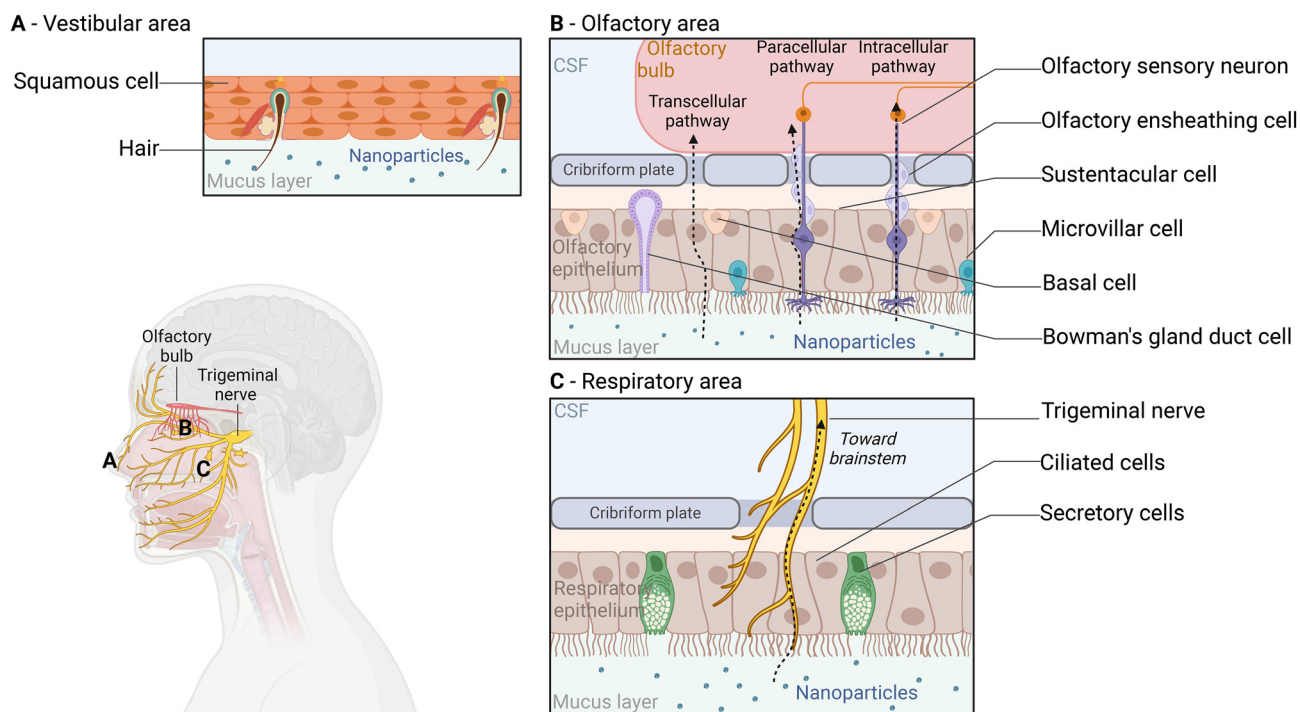 A - Vestibular area
Squamous cell
Hair
Nanoparticles
Mucus layer
Olfactory
bulb
Trigeminal
nerve
A
B
C
B - Olfactory area
CSF
Olfactory
bulb
Paracellular
pathway
Intracellular
pathway
Transcellular
pathway
Cribriform plate
Olfactory
epithelium
Mucus layer
Nanoparticles
Olfactory sensory neuron
Olfactory ensheathing cell
Sustentacular cell
Microvillar cell
Basal cell
Bowman's gland duct cell
C - Respiratory area
CSF
Toward
brainstem
Cribriform plate
Respiratory
epithelium
Mucus layer
Nanoparticles
Trigeminal nerve
Ciliated cells
Secretory cells